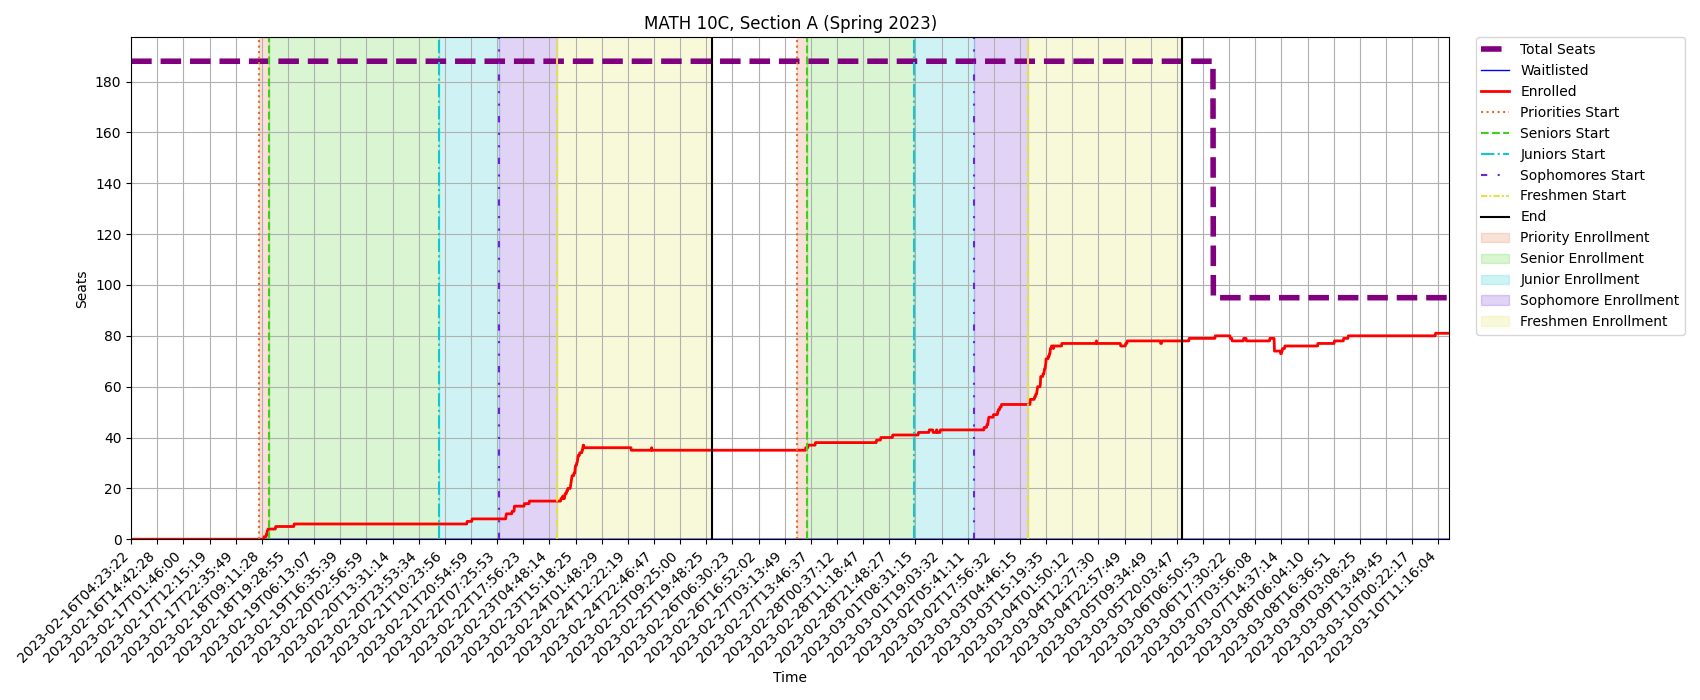 MATH 10C, Section A (Spring 2023)
Seats
180
160
140
120
100
80
60
40
20
0
2023-02-16T04:23:22
2023-02-16T14:42:28
2023-02-17T01:46:00
2023-02-17T12:15:19
2023-02-17T22:35:49
2023-02-18T09:11:28
2023-02-18T19:28:55
2023-02-19T06:13:07
2023-02-19T16:35:39
2023-02-20T02:56:59
2023-02-20T13:31:14
2023-02-20T23:53:34
2023-02-21T10:23:56
2023-02-21T20:54:59
2023-02-22T07:25:53
2023-02-22T17:56:23
2023-02-23T04:48:14
2023-02-23T15:18:25
2023-02-24T01:48:29
2023-02-24T12:22:19
2023-02-24T22:46:47
2023-02-25T09:25:00
2023-02-25T19:48:25
2023-02-26T06:30:23
2023-02-26T16:52:02
2023-02-27T03:13:49
2023-02-27T13:46:37
2023-02-28T00:37:12
2023-02-28T11:18:47
2023-02-28T21:48:27
2023-03-01T08:31:15
2023-03-01T19:03:32
2023-03-02T05:41:11
2023-03-02T17:56:32
2023-03-03T04:46:15
2023-03-03T15:19:35
2023-03-04T01:50:12
2023-03-04T12:27:30
2023-03-04T22:57:49
2023-03-05T09:34:49
2023-03-05T20:03:47
2023-03-06T06:50:53
2023-03-06T17:30:22
2023-03-07T03:56:08
2023-03-07T14:37:14
2023-03-08T06:04:10
2023-03-08T16:36:51
2023-03-09T03:08:25
2023-03-09T13:49:45
2023-03-10T00:22:17
2023-03-10T11:16:04
Time
Total Seats
Waitlisted
Enrolled
Priorities Start
Seniors Start
Juniors Start
Sophomores Start
Freshmen Start
End
Priority Enrollment
Senior Enrollment
Junior Enrollment
Sophomore Enrollment
Freshmen Enrollment